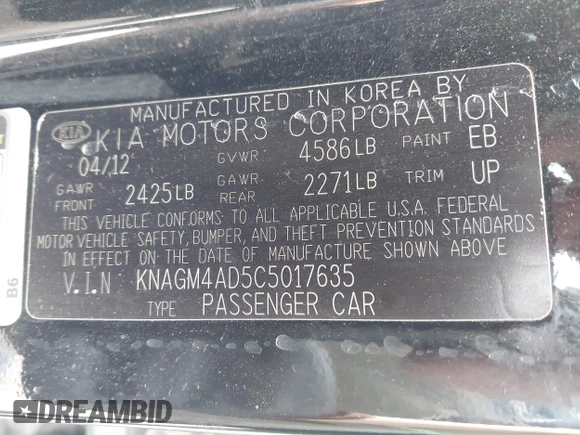 MANUFACTURED IN KOREA BY
KIA KIA MOTORS CORPORATION
04/12 GVWR 4586LB PAINT EB
GAWR FRONT 2425LB GAWR REAR 2271LB TRIM UP
THIS VEHICLE CONFORMS TO ALL APPLICABLE U.S.A. FEDERAL
MOTOR VEHICLE SAFETY, BUMPER, AND THEFT PREVENTION STANDARDS
IN EFFECT ON THE DATE OF MANUFACTURE SHOWN ABOVE
V.I.N KNAGM4AD5C5017635
TYPE PASSENGER CAR
B6
DREAMBID